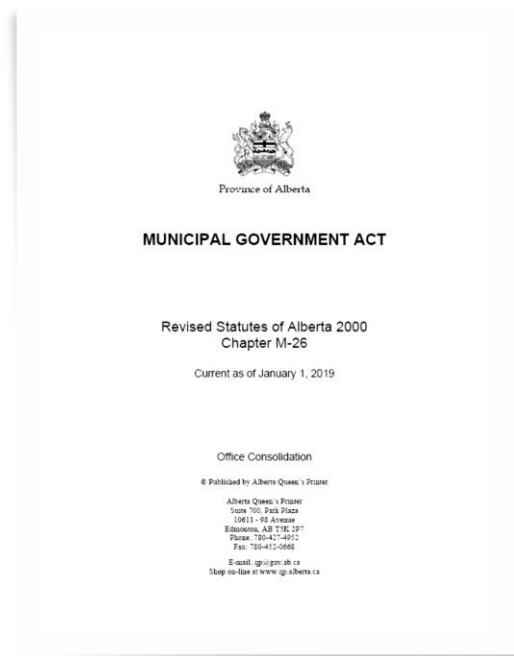 Province of Alberta
MUNICIPAL GOVERNMENT ACT
Revised Statutes of Alberta 2000
Chapter M-26
Current as of January 1, 2019
Office Consolidation
© Published by Alberta Queen's Printer
Alberta Queen's Printer
Suite 700, Park Plaza
10611 - 98 Avenue
Edmonton, AB T5K 2P7
Phone: 780-427-4952
Fax: 780-452-0668
E-mail: qp@gov.ab.ca
Shop on-line at www.qp.alberta.ca